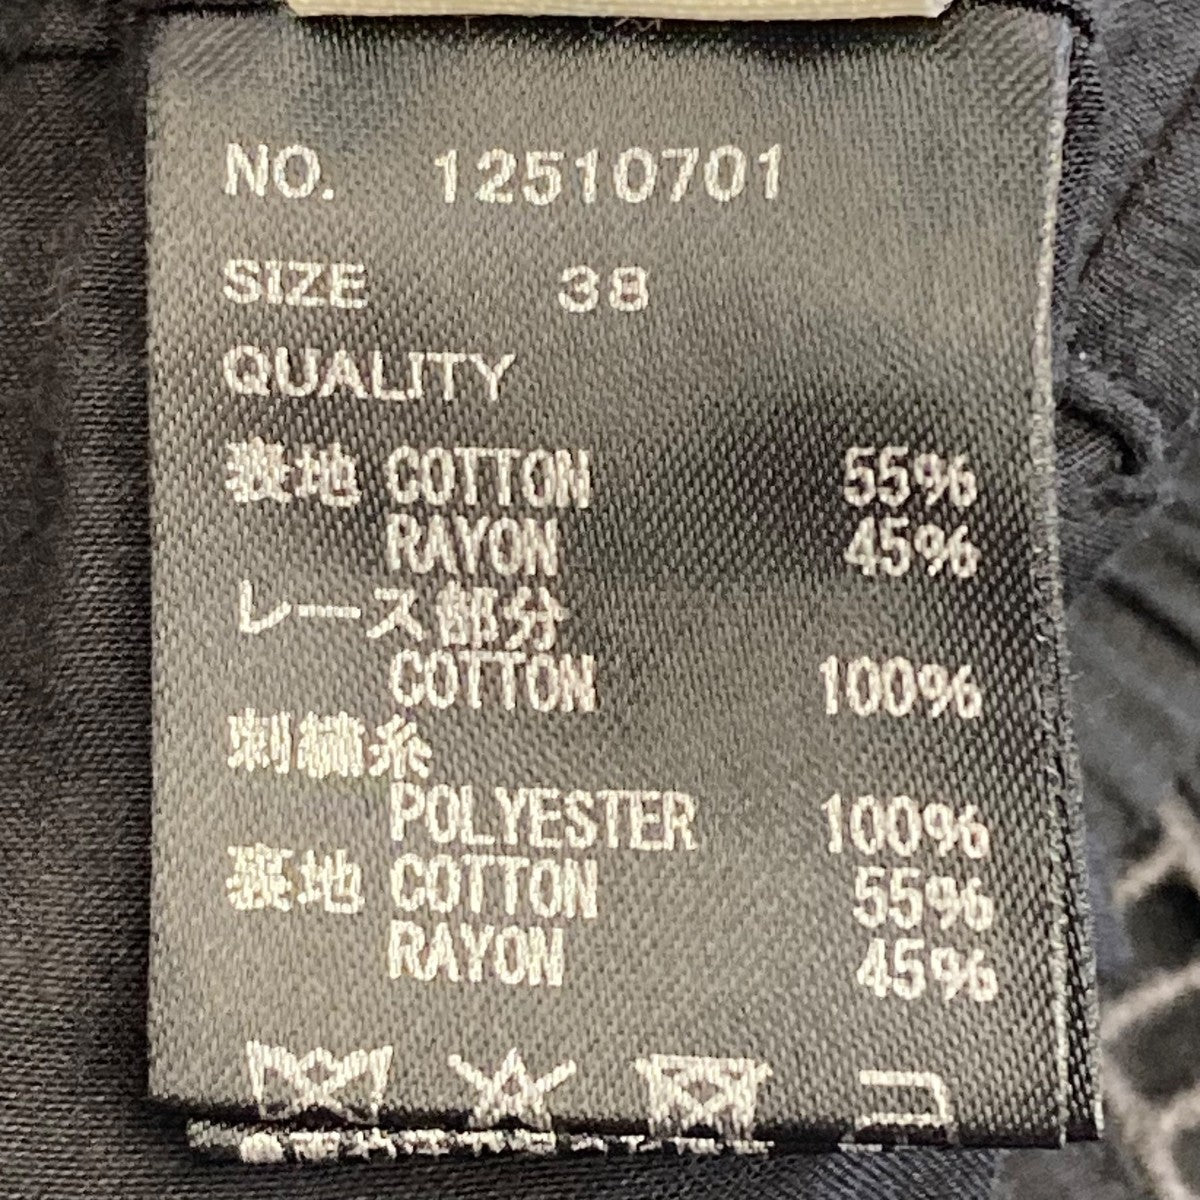 NO. 12510701
SIZE 38
QUALITY
表地 COTTON 55%
RAYON 45%
レース部分
COTTON 100%
刺繍糸
POLYESTER 100%
裏地 COTTON 55%
RAYON 45%